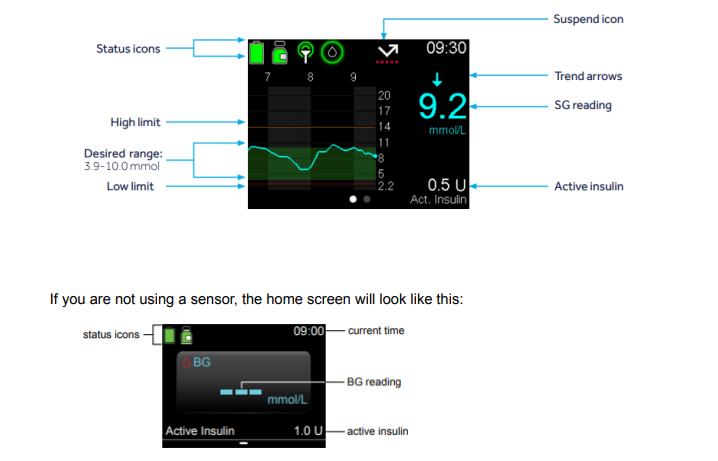 Suspend icon
Status icons
09:30
7 8 9
Trend arrows
20
17
14
11
8
5
2.2
9.2
mmol/L
SG reading
High limit
Desired range:
3.9-10.0 mmol
Low limit
0.5 U
Act. Insulin
Active insulin
If you are not using a sensor, the home screen will look like this:
status icons
09:00
current time
BG
BG reading
mmol/L
Active Insulin
1.0 U
active insulin